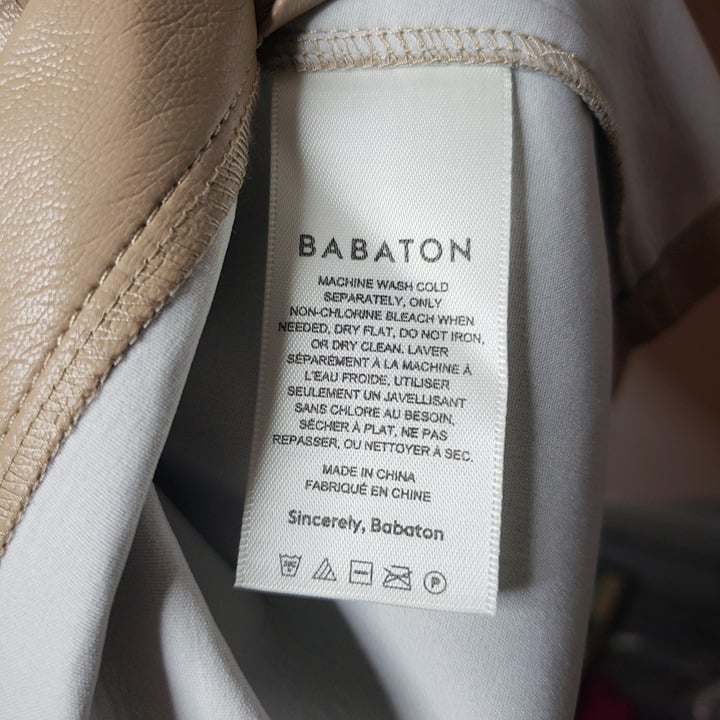 BABATON
MACHINE WASH COLD
SEPARATELY, ONLY
NON-CHLORINE BLEACH WHEN
NEEDED, DRY FLAT, DO NOT IRON,
OR DRY CLEAN. LAVER
SÉPARÉMENT À LA MACHINE À
L'EAU FROIDE, UTILISER
SEULEMENT UN JAVELLISANT
SANS CHLORE AU BESOIN,
SÉCHER À PLAT, NE PAS
REPASSER, OU NETTOYER À SEC.
MADE IN CHINA
FABRIQUÉ EN CHINE
Sincerely, Babaton
P